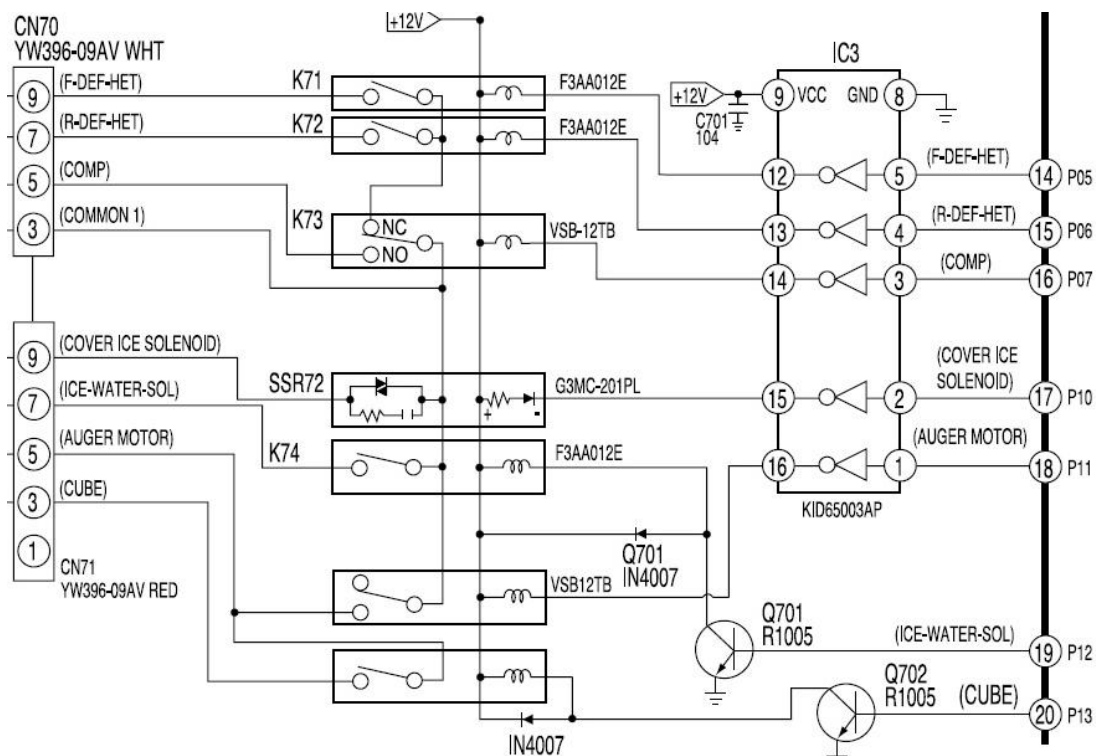 CN70
YW396-09AV WHT
+12V
9
(F-DEF-HET)
K71
F3AA012E
7
(R-DEF-HET)
K72
F3AA012E
5
(COMP)
3
(COMMON 1)
K73
NC
NO
VSB-12TB
IC3
+12V
9
VCC
GND
8
C701
104
12
5
(F-DEF-HET)
14
P05
13
4
(R-DEF-HET)
15
P06
14
3
(COMP)
16
P07
9
(COVER ICE SOLENOID)
SSR72
+
-
G3MC-201PL
15
2
(COVER ICE
SOLENOID)
17
P10
7
(ICE-WATER-SOL)
K74
F3AA012E
5
(AUGER MOTOR)
16
1
(AUGER MOTOR)
18
P11
KID65003AP
3
(CUBE)
1
CN71
YW396-09AV RED
Q701
IN4007
VSB12TB
Q701
R1005
(ICE-WATER-SOL)
19
P12
Q702
R1005
(CUBE)
20
P13
IN4007